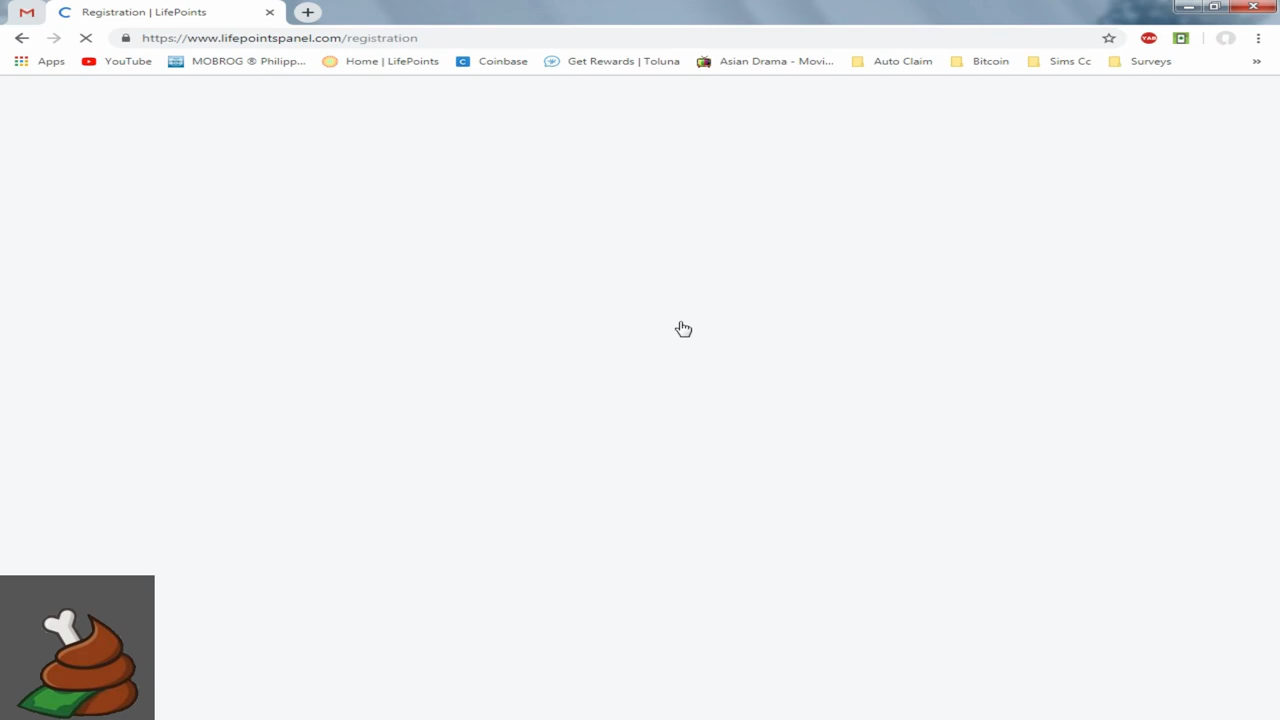 Registration | LifePoints
https://www.lifepointspanel.com/registration
Apps YouTube MOBROG ® Philipp... Home | LifePoints Coinbase Get Rewards | Toluna Asian Drama - Movi... Auto Claim Bitcoin Sims Cc Surveys »